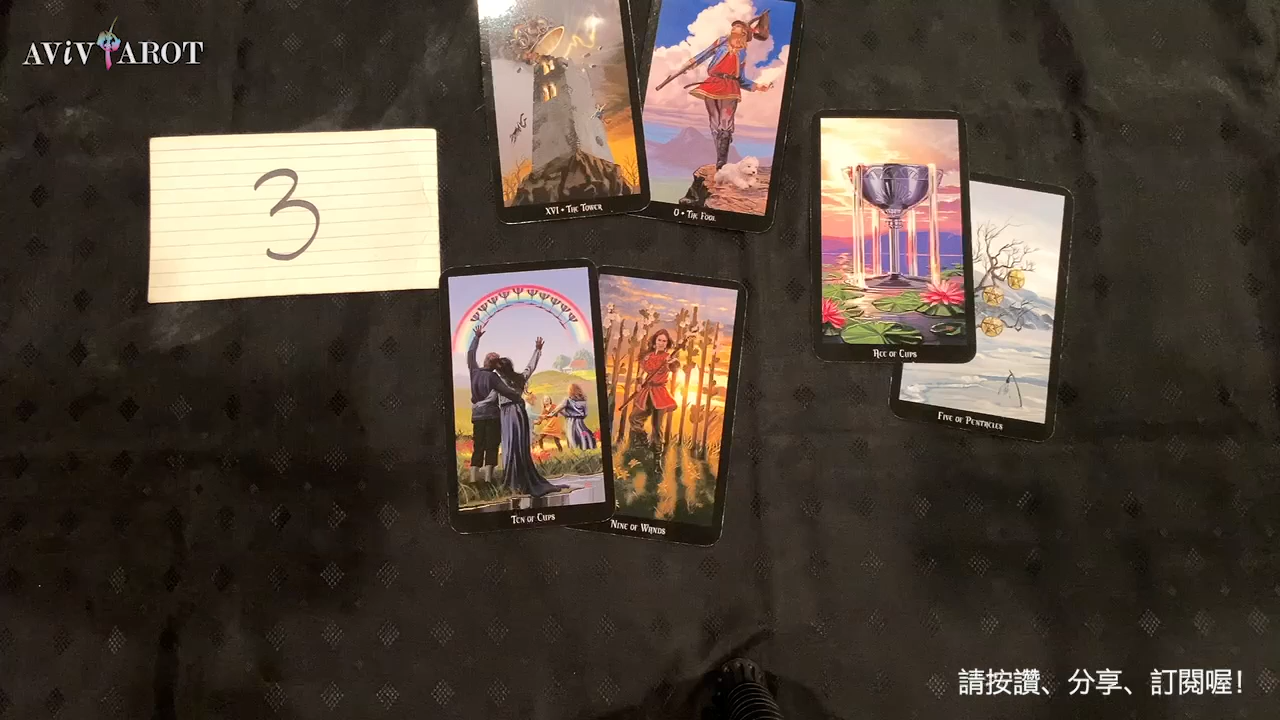 AViVTAROT
3
XVI • THE TOWER
0 • THE FOOL
ACE OF CUPS
FIVE OF PENTACLES
TEN OF CUPS
NINE OF WANDS
請按讚、分享、訂閱喔!